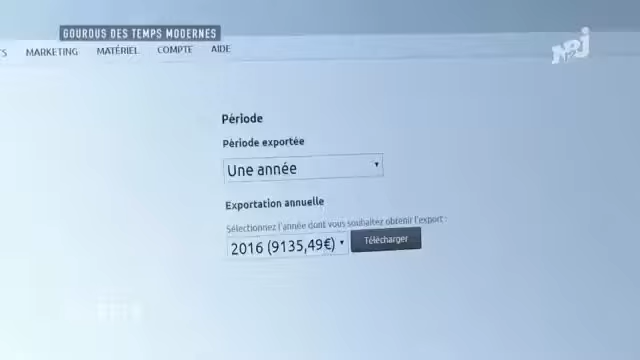 GOUROUS DES TEMPS MODERNES
NRJ
MARKETING MATÉRIEL COMPTE AIDE
Période
Période exportée
Une année
Exportation annuelle
Sélectionnez l'année dont vous souhaitez obtenir l'export :
2016 (9135,49€) Télécharger